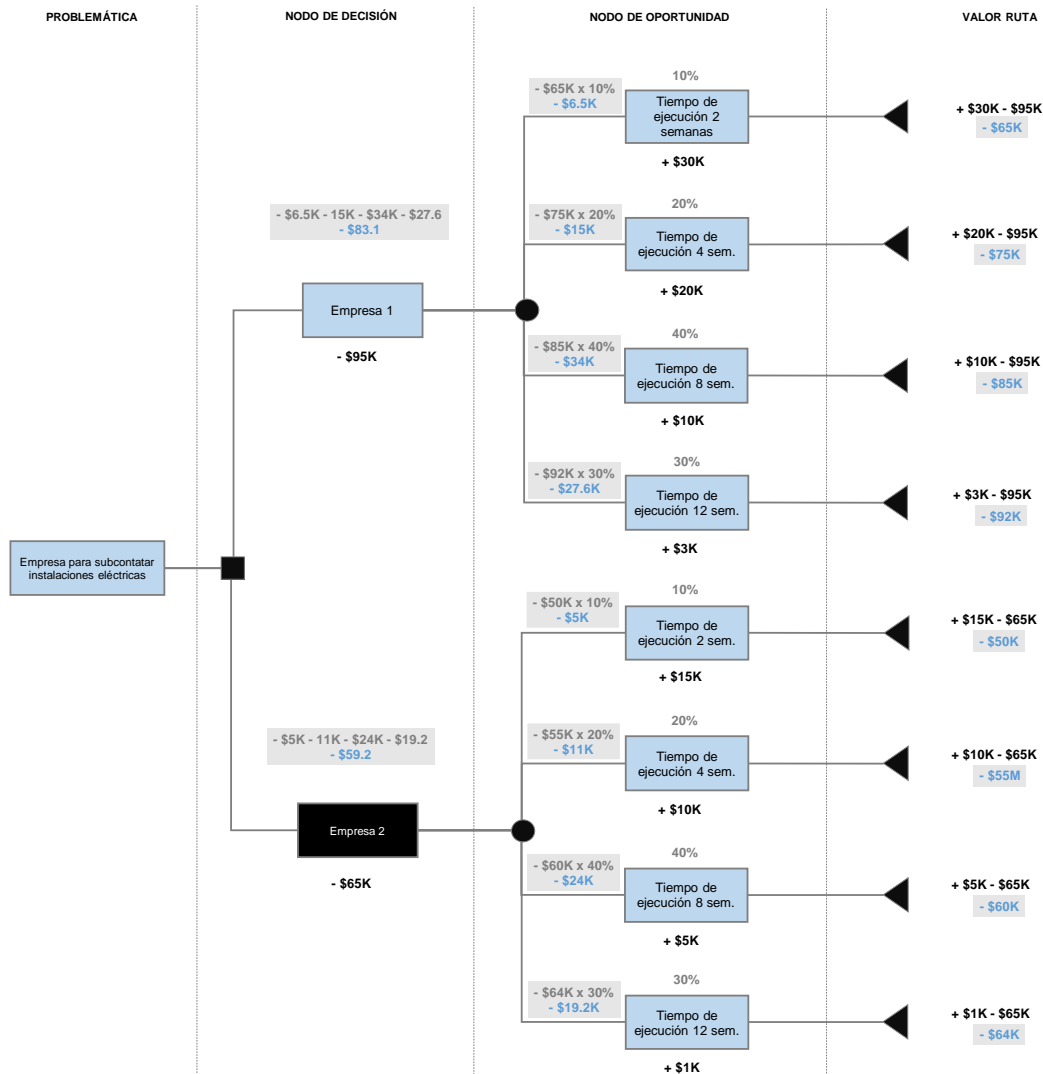 PROBLEMÁTICA
NODO DE DECISIÓN
NODO DE OPORTUNIDAD
VALOR RUTA
10%
- $65K x 10%
- $6.5K
Tiempo de
ejecución 2
semanas
+ $30K
+ $30K - $95K
- $65K
20%
- $75K x 20%
- $15K
Tiempo de
ejecución 4 sem.
+ $20K
+ $20K - $95K
- $75K
- $6.5K - 15K - $34K - $27.6
- $83.1
Empresa 1
- $95K
40%
- $85K x 40%
- $34K
Tiempo de
ejecución 8 sem.
+ $10K
+ $10K - $95K
- $85K
30%
- $92K x 30%
- $27.6K
Tiempo de
ejecución 12 sem.
+ $3K
+ $3K - $95K
- $92K
Empresa para subcontatar
instalaciones eléctricas
10%
- $50K x 10%
- $5K
Tiempo de
ejecución 2 sem.
+ $15K
+ $15K - $65K
- $50K
20%
- $55K x 20%
- $11K
Tiempo de
ejecución 4 sem.
+ $10K
+ $10K - $65K
- $55M
- $5K - 11K - $24K - $19.2
- $59.2
Empresa 2
- $65K
40%
- $60K x 40%
- $24K
Tiempo de
ejecución 8 sem.
+ $5K
+ $5K - $65K
- $60K
30%
- $64K x 30%
- $19.2K
Tiempo de
ejecución 12 sem.
+ $1K
+ $1K - $65K
- $64K